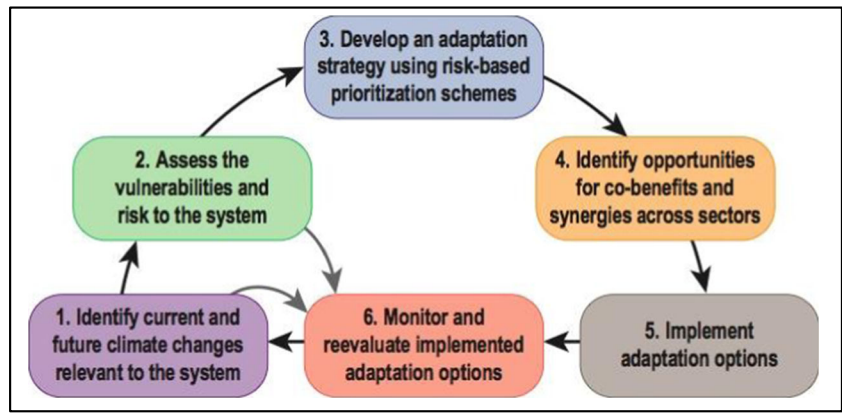 3. Develop an adaptation
strategy using risk-based
prioritization schemes
2. Assess the
vulnerabilities and
risk to the system
4. Identify opportunities
for co-benefits and
synergies across sectors
1. Identify current and
future climate changes
relevant to the system
6. Monitor and
reevaluate implemented
adaptation options
5. Implement
adaptation options